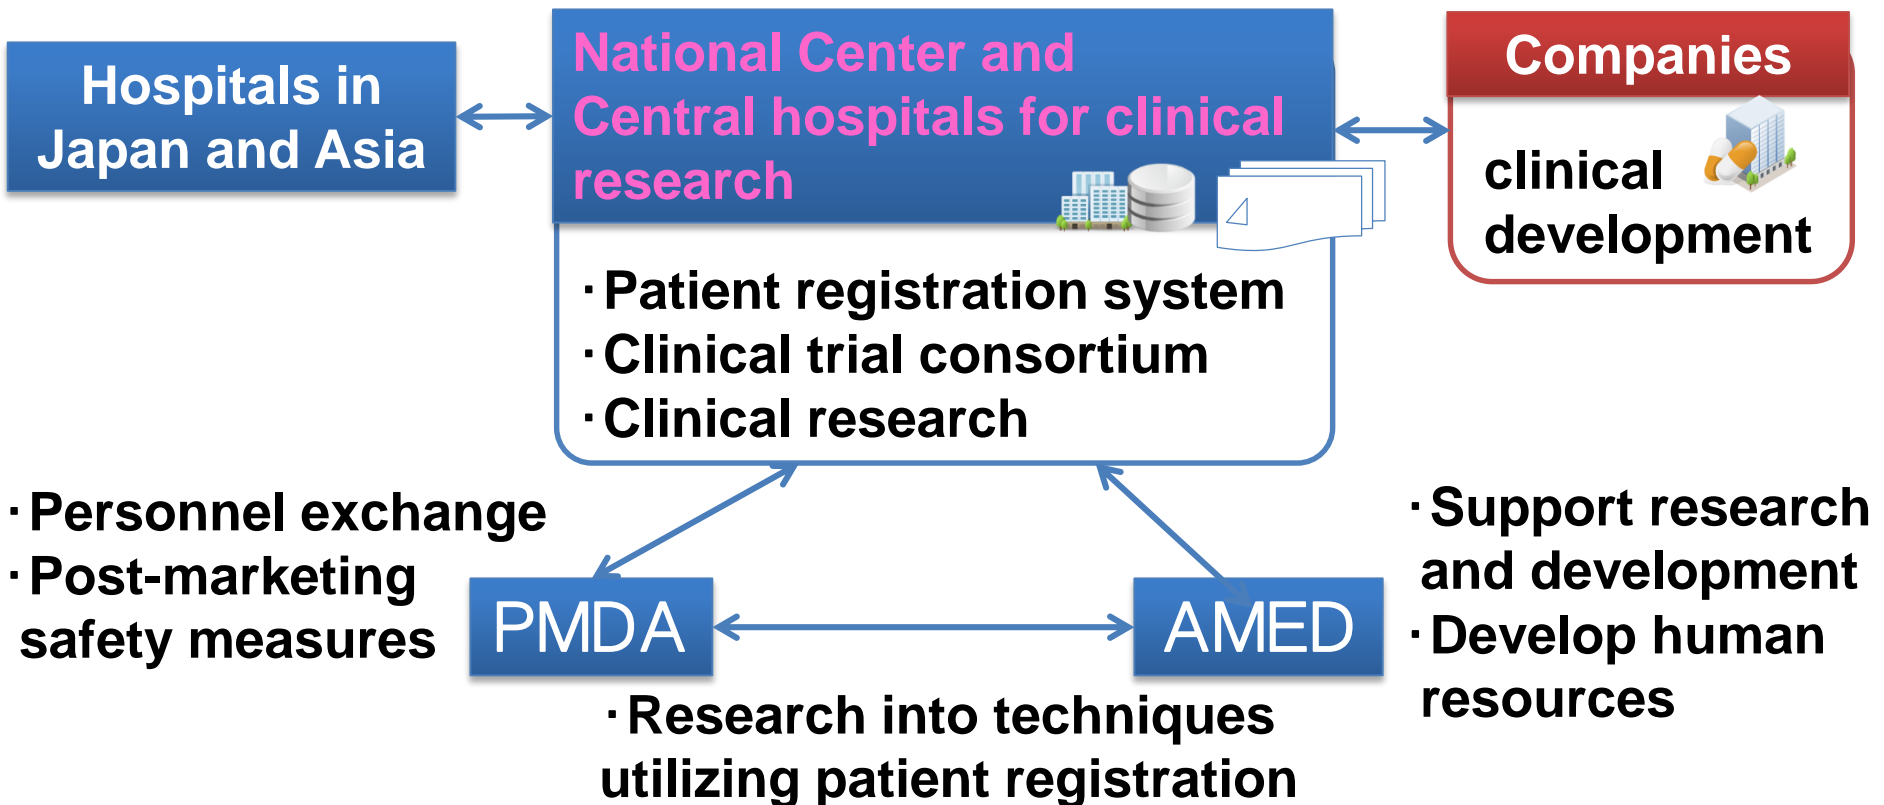 Hospitals in
Japan and Asia
National Center and
Central hospitals for clinical
research
Companies
clinical
development
・Patient registration system
・Clinical trial consortium
・Clinical research
・Personnel exchange
・Post-marketing
safety measures
PMDA
AMED
・Support research
and development
・Develop human
resources
・Research into techniques
utilizing patient registration